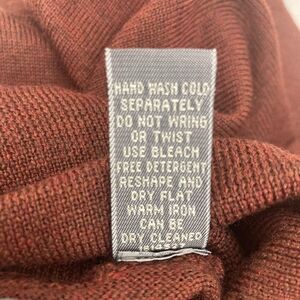 HAND WASH COLD
SEPARATELY
DO NOT WRING
OR TWIST
USE BLEACH
FREE DETERGENT
RESHAPE AND
DRY FLAT
WARM IRON
CAN BE
DRY CLEANED